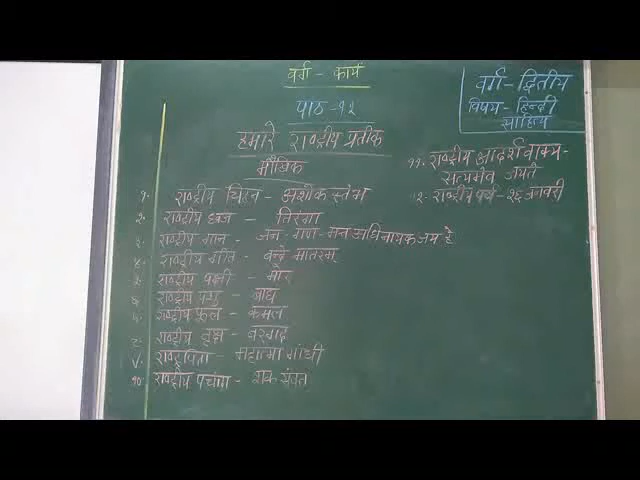 वर्ग - कार्य
वर्ग - द्वितीय
विषय - हिन्दी
साहित्य
पाठ - १२
हमारे राष्ट्रीय प्रतीक
मौखिक
१. राष्ट्रीय चिह्न - अशोक स्तंभ
२. राष्ट्रीय ध्वज - तिरंगा
३. राष्ट्रीय गान - जन-गण-मन अधिनायक जय हे
४. राष्ट्रीय गीत - वन्दे मातरम्
५. राष्ट्रीय पक्षी - मोर
६. राष्ट्रीय पशु - बाघ
७. राष्ट्रीय फूल - कमल
८. राष्ट्रीय वृक्ष - बरगद
९. राष्ट्रपिता - महात्मा गांधी
१०. राष्ट्रीय पंचांग - शक संवत
११. राष्ट्रीय आदर्श वाक्य -
सत्यमेव जयते
१२. राष्ट्रीय पर्व - २६ जनवरी